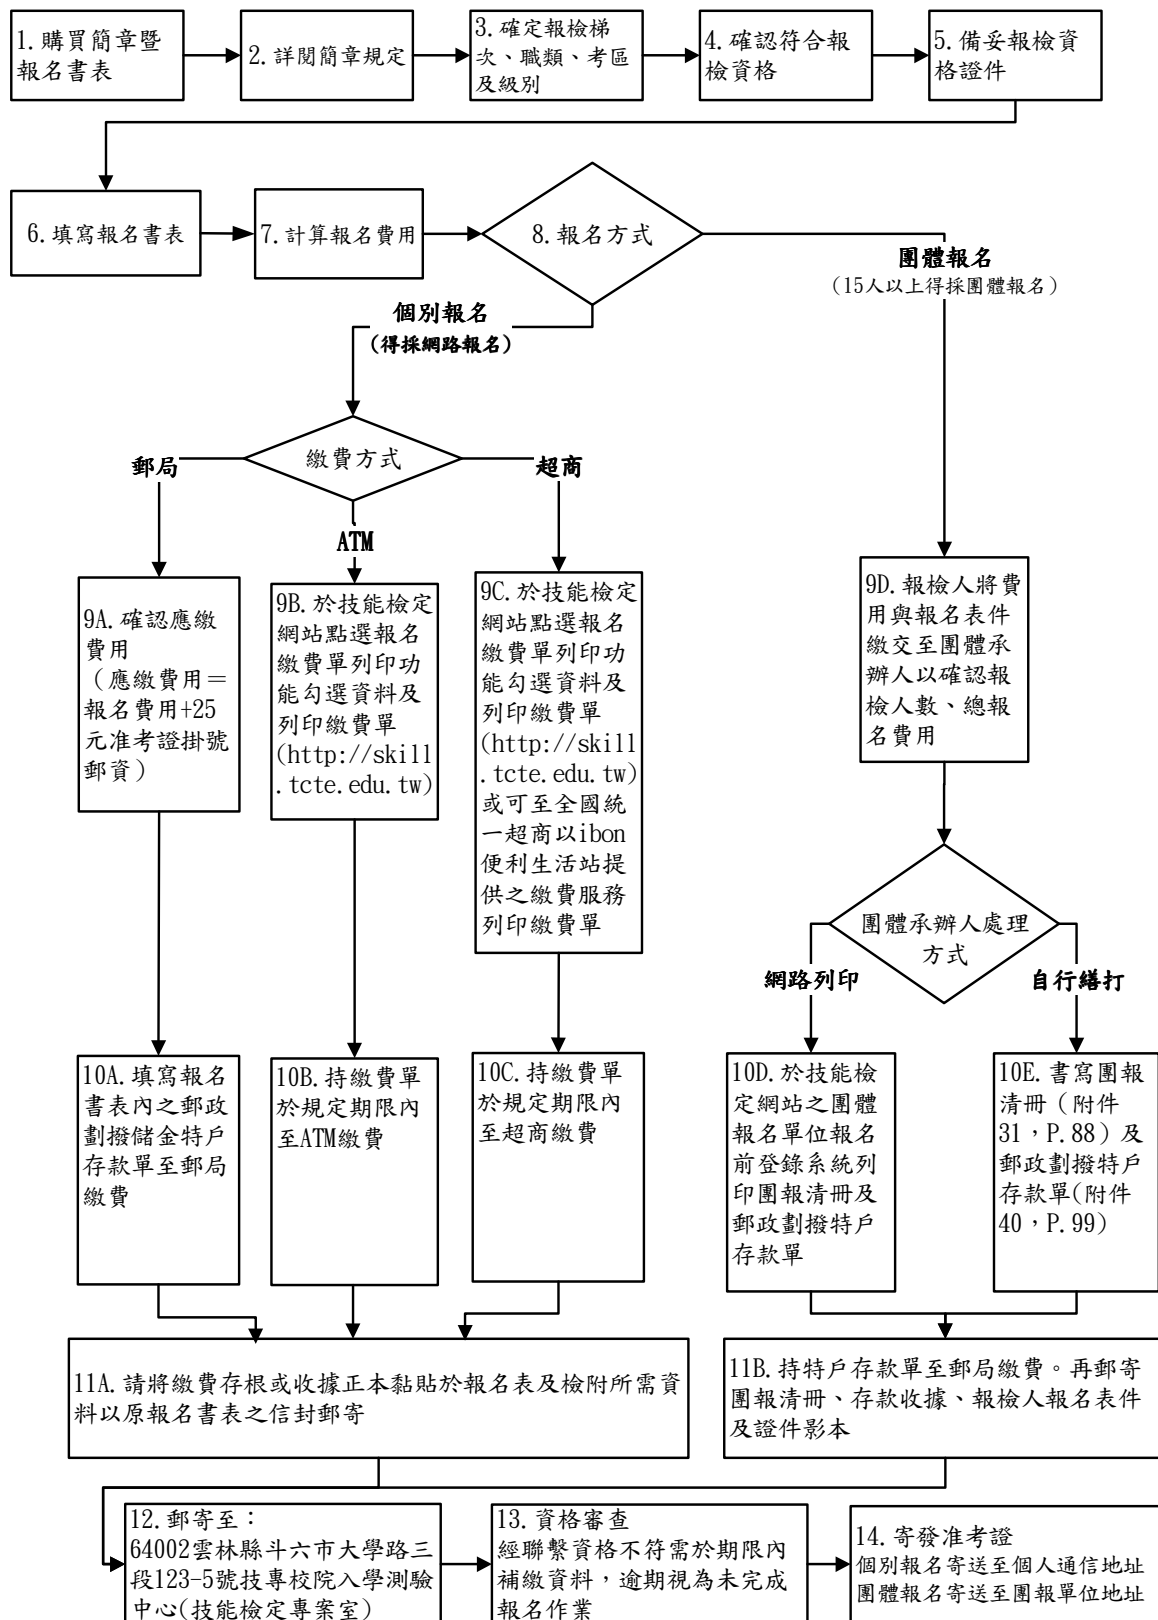 1.購買簡章暨
報名書表
2.詳閱簡章規定
3.確定報檢梯
次、職類、考區
及級別
4.確認符合報
檢資格
5.備妥報檢資
格證件
6.填寫報名書表
7.計算報名費用
8.報名方式
團體報名
（15人以上得採團體報名）
個別報名
(得採網路報名)
繳費方式
郵局
ATM
超商
9A.確認應繳
費用
（應繳費用＝
報名費用+25
元准考證掛號
郵資）
9B.於技能檢定
網站點選報名
繳費單列印功
能勾選資料及
列印繳費單
(http://skill
.tcte.edu.tw)
9C.於技能檢定
網站點選報名
繳費單列印功
能勾選資料及
列印繳費單
(http://skill
.tcte.edu.tw)
或可至全國統
一超商以ibon
便利生活站提
供之繳費服務
列印繳費單
9D.報檢人將費
用與報名表件
繳交至團體承
辦人以確認報
檢人數、總報
名費用
團體承辦人處理
方式
網路列印
自行繕打
10A.填寫報名
書表內之郵政
劃撥儲金特戶
存款單至郵局
繳費
10B.持繳費單
於規定期限內
至ATM繳費
10C.持繳費單
於規定期限內
至超商繳費
10D.於技能檢
定網站之團體
報名單位報名
前登錄系統列
印團報清冊及
郵政劃撥特戶
存款單
10E.書寫團報
清冊（附件
31，P.88）及
郵政劃撥特戶
存款單(附件
40，P.99)
11A.請將繳費存根或收據正本黏貼於報名表及檢附所需資
料以原報名書表之信封郵寄
11B.持特戶存款單至郵局繳費。再郵寄
團報清冊、存款收據、報檢人報名表件
及證件影本
12.郵寄至：
64002雲林縣斗六市大學路三
段123-5號技專校院入學測驗
中心(技能檢定專案室)
13.資格審查
經聯繫資格不符需於期限內
補繳資料，逾期視為未完成
報名作業
14.寄發准考證
個別報名寄送至個人通信地址
團體報名寄送至團報單位地址